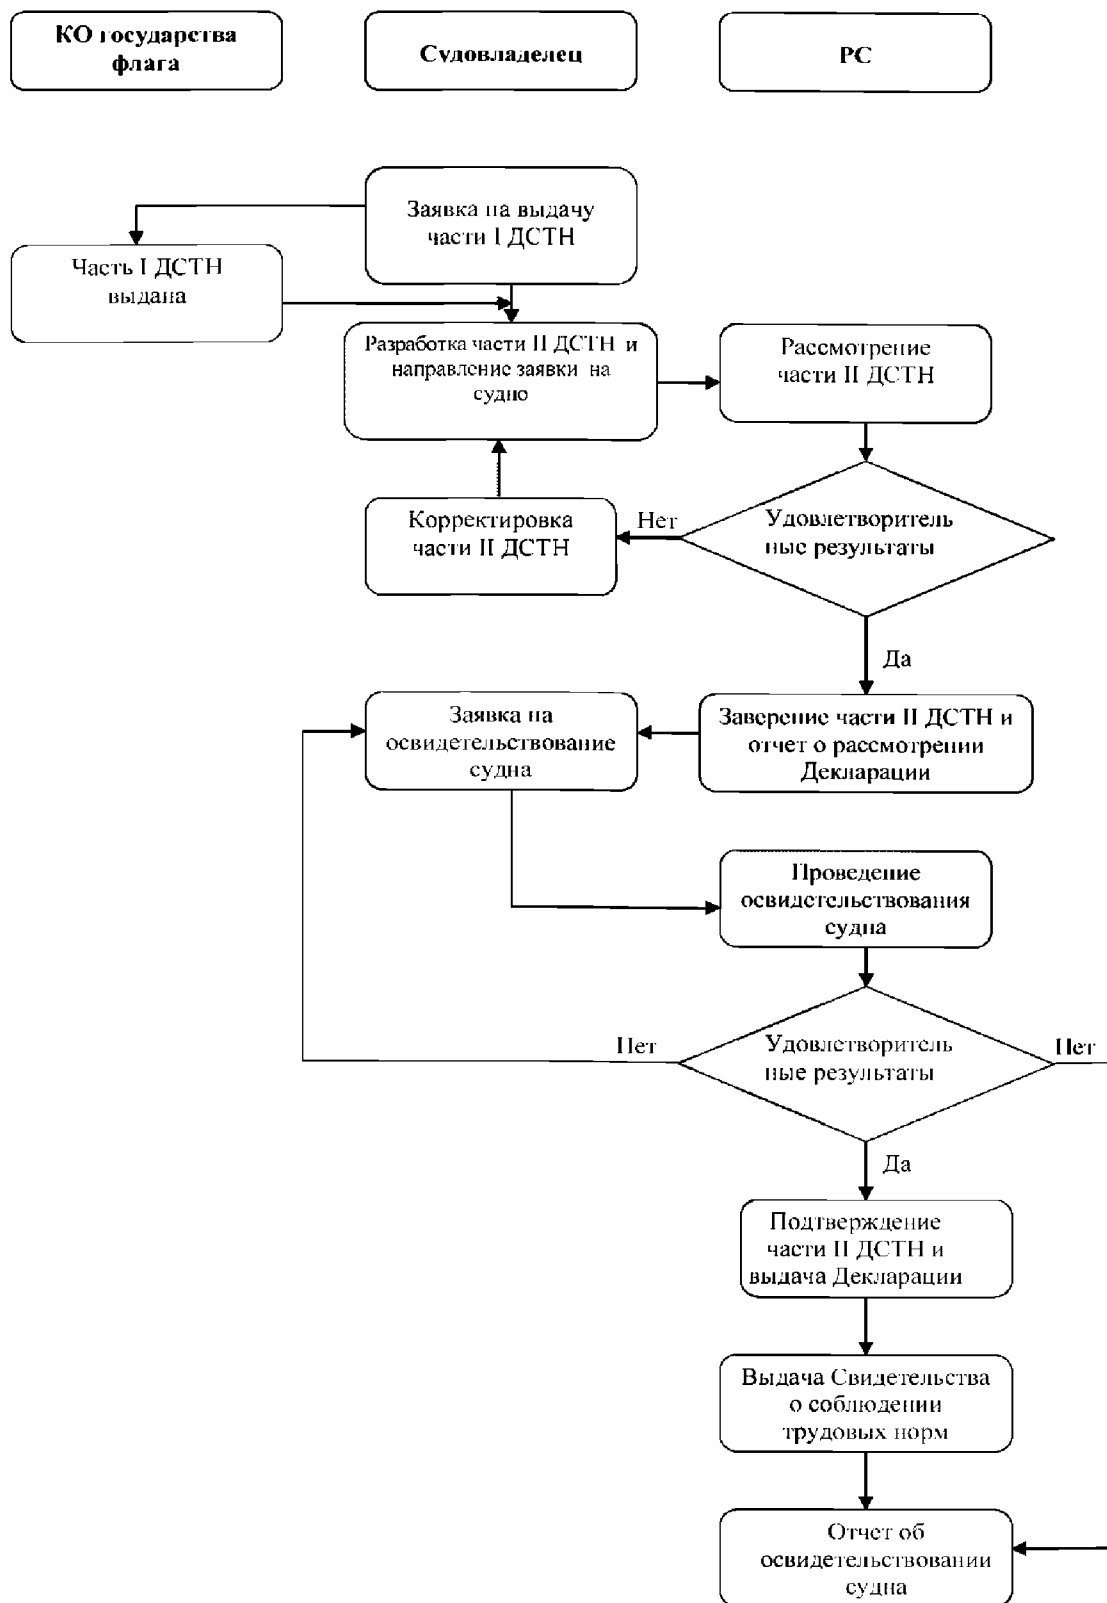 КО государства
флага
Судовладелец
РС
Заявка на выдачу
части I ДСТН
Часть I ДСТН
выдана
Разработка части II ДСТН и
направление заявки на
судно
Рассмотрение
части II ДСТН
Корректировка
части II ДСТН
Нет
Удовлетворитель
ные результаты
Да
Заявка на
освидетельствование
судна
Заверение части II ДСТН и
отчет о рассмотрении
Декларации
Проведение
освидетельствования
судна
Нет
Удовлетворитель
ные результаты
Нет
Да
Подтверждение
части II ДСТН и
выдача Декларации
Выдача Свидетельства
о соблюдении
трудовых норм
Отчет об
освидетельствовании
судна